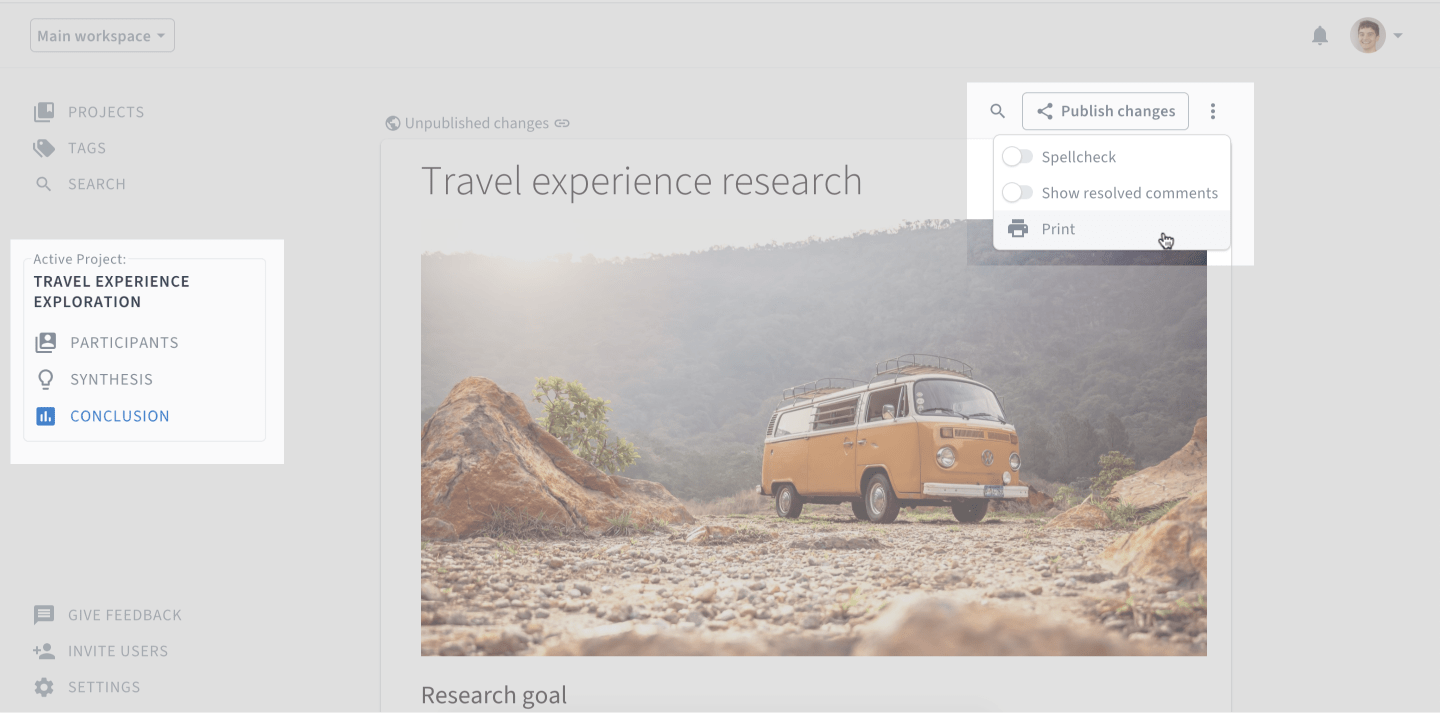 Main workspace
PROJECTS
TAGS
SEARCH
Active Project:
TRAVEL EXPERIENCE
EXPLORATION
PARTICIPANTS
SYNTHESIS
CONCLUSION
GIVE FEEDBACK
INVITE USERS
SETTINGS
Unpublished changes
Publish changes
Spellcheck
Show resolved comments
Print
Travel experience research
Research goal